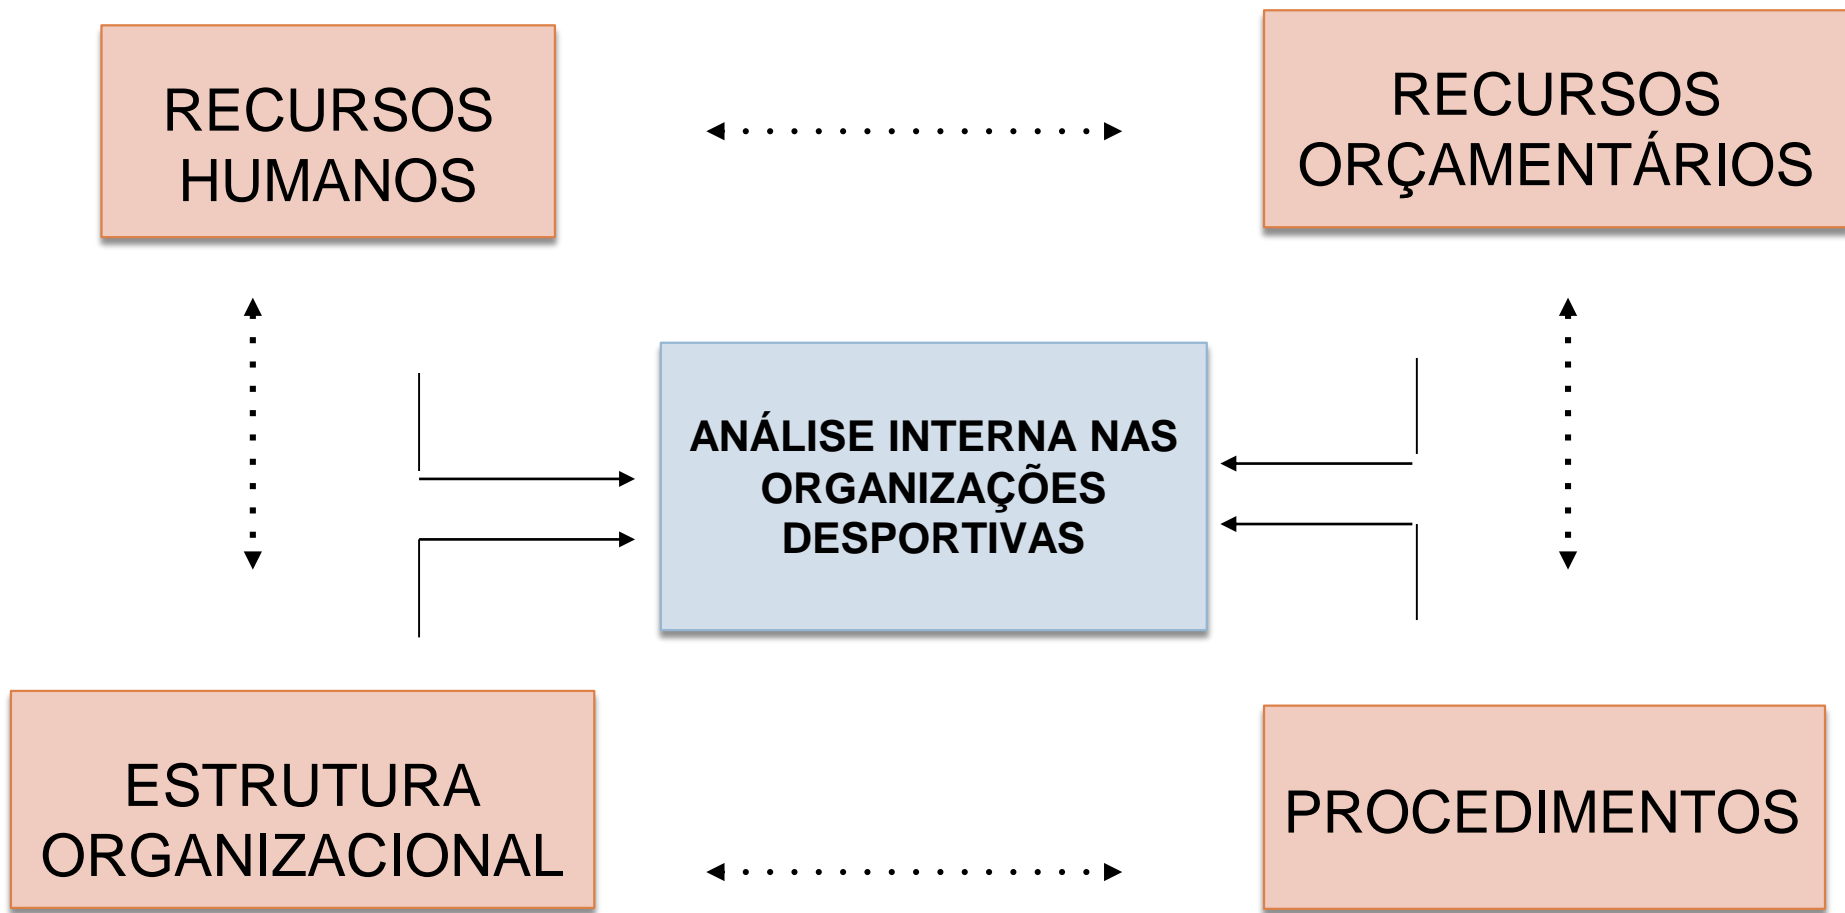 RECURSOS
HUMANOS
RECURSOS
ORÇAMENTÁRIOS
ANÁLISE INTERNA NAS
ORGANIZAÇÕES
DESPORTIVAS
ESTRUTURA
ORGANIZACIONAL
PROCEDIMENTOS